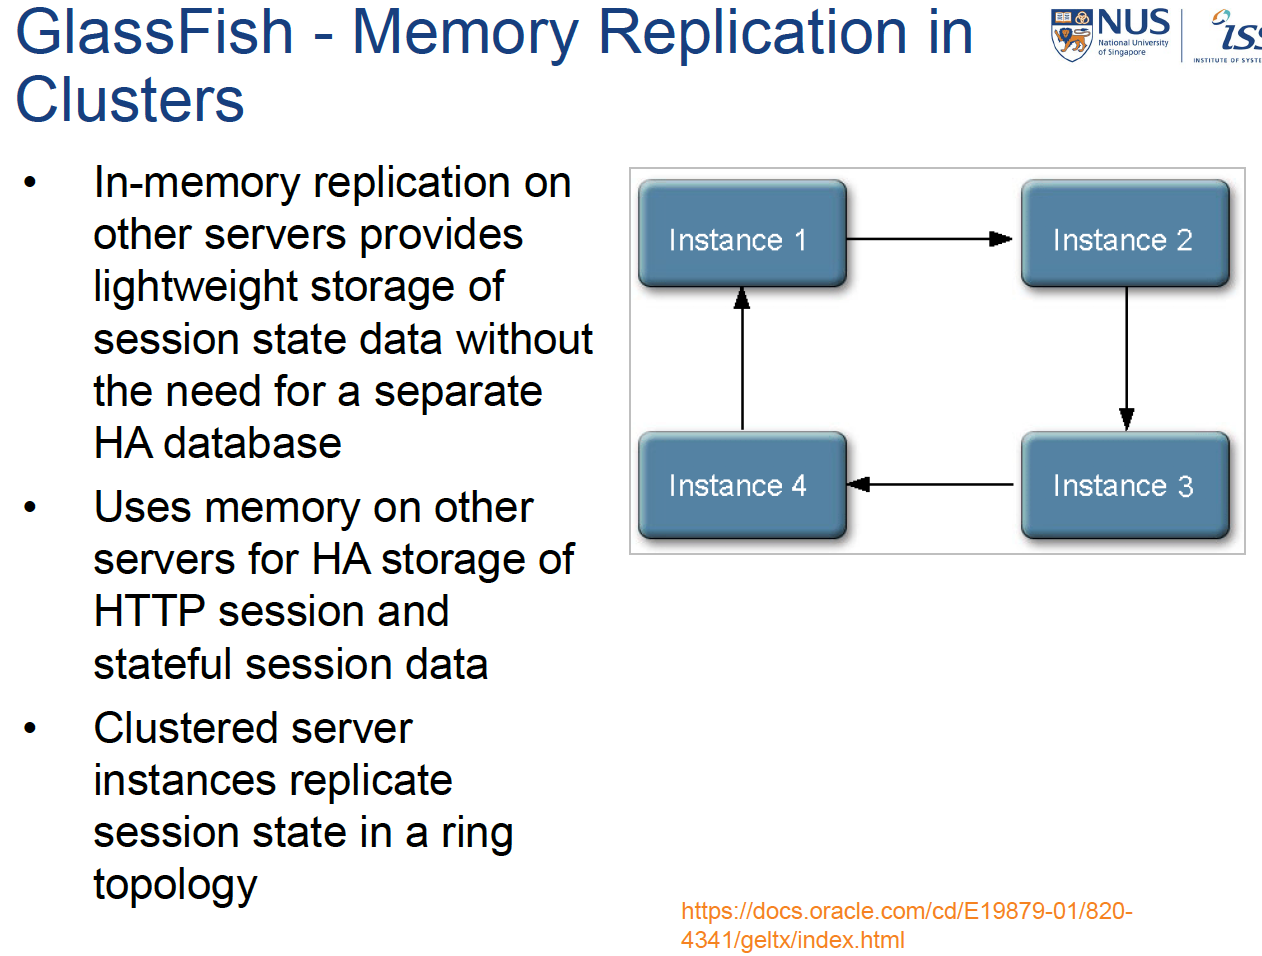 GlassFish - Memory Replication in
Clusters
NUS
National University
of Singapore
iss
INSTITUTE OF SYSTE
• In-memory replication on
other servers provides
lightweight storage of
session state data without
the need for a separate
HA database
• Uses memory on other
servers for HA storage of
HTTP session and
stateful session data
• Clustered server
instances replicate
session state in a ring
topology
Instance 1
Instance 2
Instance 4
Instance 3
https://docs.oracle.com/cd/E19879-01/820-
4341/geltx/index.html